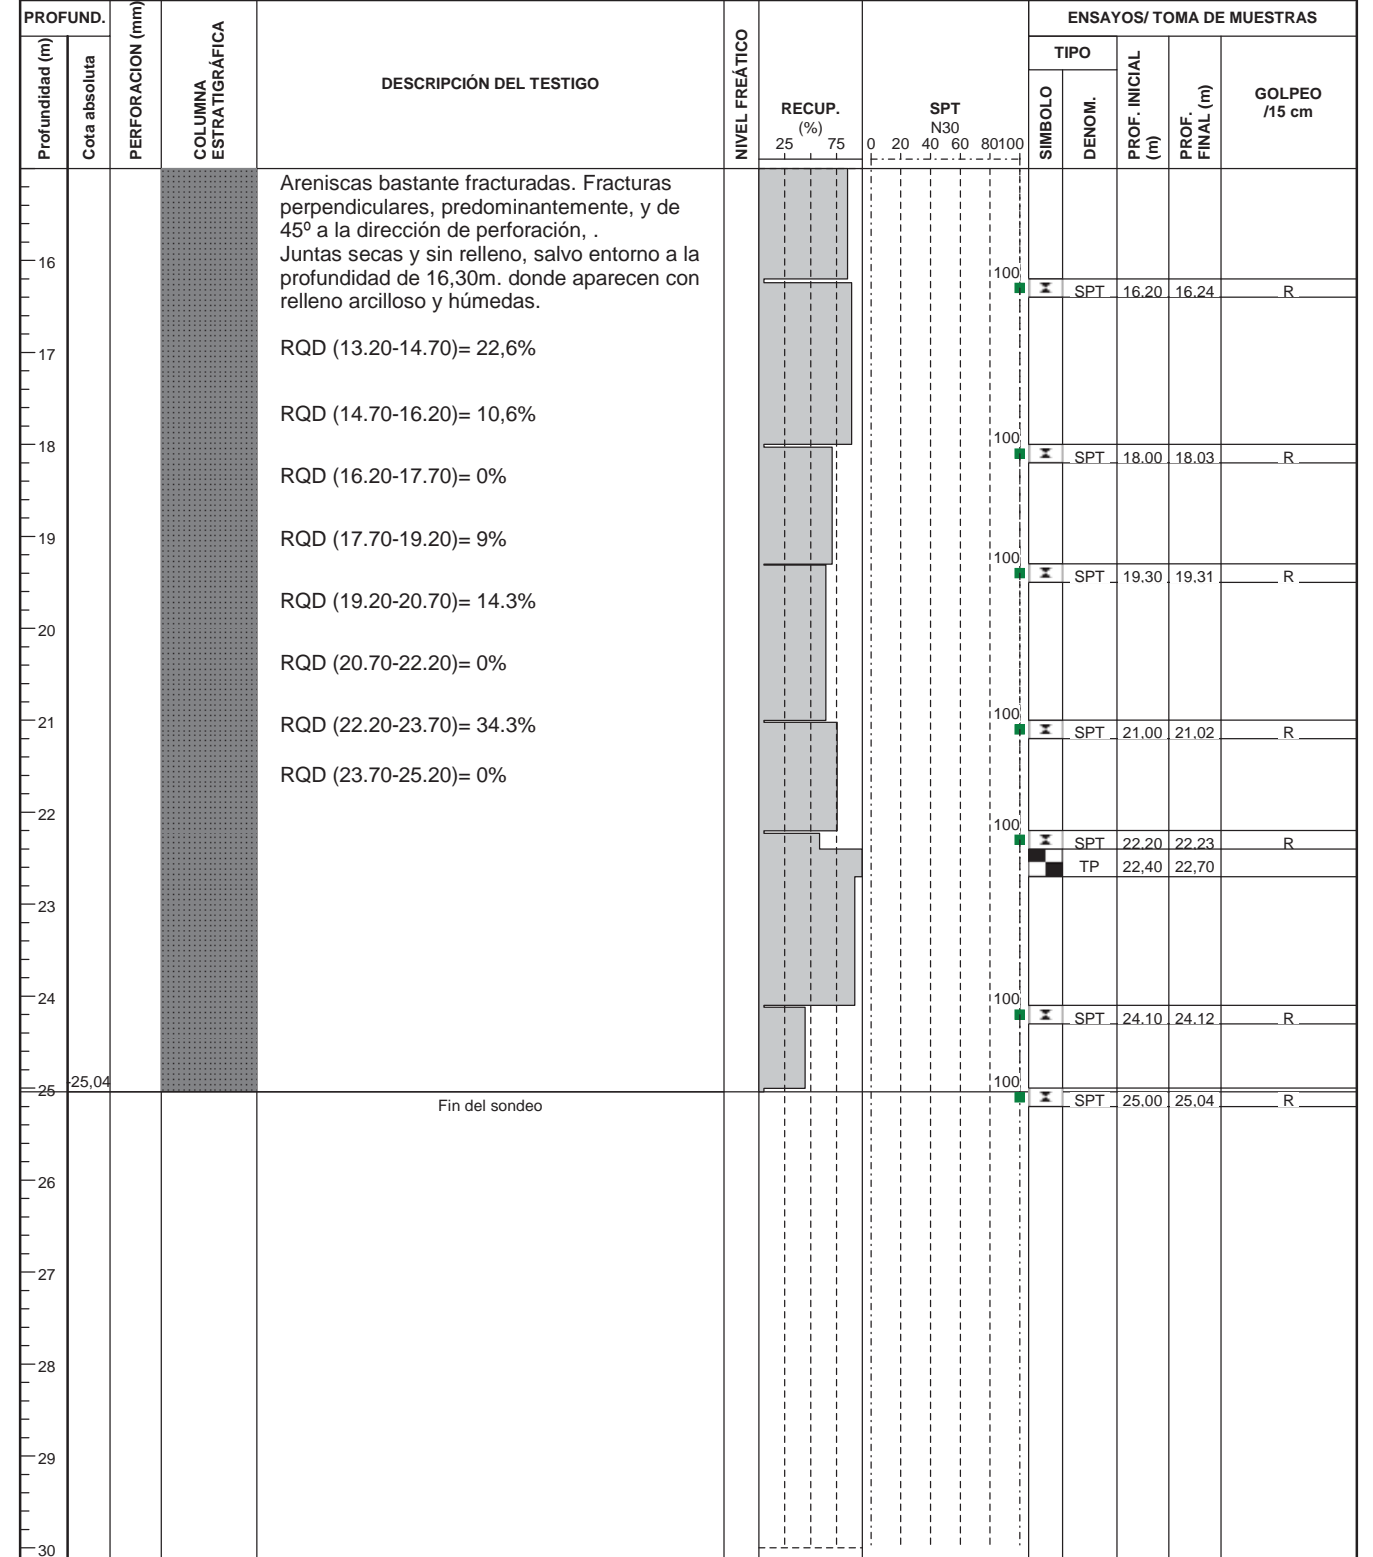 PROFUND.
Profundidad (m)
Cota absoluta
PERFORACION (mm)
COLUMNA
ESTRATIGRÁFICA
DESCRIPCIÓN DEL TESTIGO
NIVEL FREÁTICO
RECUP.
(%)
25 75
SPT
N30
0 20 40 60 80 100
ENSAYOS/ TOMA DE MUESTRAS
TIPO
SIMBOLO
DENOM.
PROF. INICIAL
(m)
PROF.
FINAL (m)
GOLPEO
/15 cm
Areniscas bastante fracturadas. Fracturas
perpendiculares, predominantemente, y de
45º a la dirección de perforación, .
Juntas secas y sin relleno, salvo entorno a la
profundidad de 16,30m. donde aparecen con
relleno arcilloso y húmedas.
RQD (13.20-14.70)= 22,6%
RQD (14.70-16.20)= 10,6%
RQD (16.20-17.70)= 0%
RQD (17.70-19.20)= 9%
RQD (19.20-20.70)= 14.3%
RQD (20.70-22.20)= 0%
RQD (22.20-23.70)= 34.3%
RQD (23.70-25.20)= 0%
16
17
18
19
20
21
22
23
24
25
-25,04
Fin del sondeo
26
27
28
29
30
100 SPT 16,20 16,24 R
100 SPT 18,00 18,03 R
100 SPT 19,30 19,31 R
100 SPT 21,00 21,02 R
100 SPT 22,20 22,23 R
TP 22,40 22,70
100 SPT 24,10 24,12 R
100 SPT 25,00 25,04 R